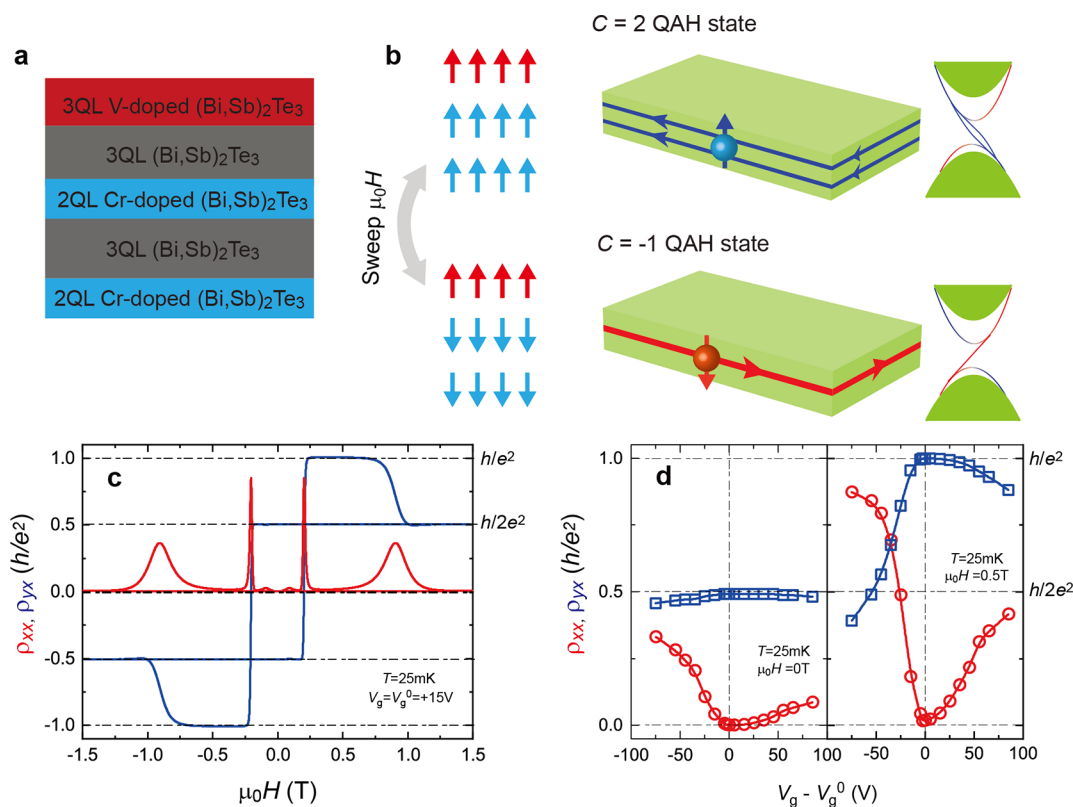 C = 2 QAH state
a
b
3QL V-doped (Bi,Sb)₂Te₃
3QL (Bi,Sb)₂Te₃
2QL Cr-doped (Bi,Sb)₂Te₃
3QL (Bi,Sb)₂Te₃
2QL Cr-doped (Bi,Sb)₂Te₃
Sweep μ₀H
C = -1 QAH state
c
1.0
0.5
0.0
-0.5
-1.0
ρxx, ρyx (h/e²)
h/e²
h/2e²
T=25mK
Vg=Vg⁰=+15V
-1.5 -1.0 -0.5 0.0 0.5 1.0 1.5
μ₀H (T)
d
1.0
0.5
0.0
ρxx, ρyx (h/e²)
h/e²
h/2e²
T=25mK
μ₀H =0T
T=25mK
μ₀H =0.5T
-100 -50 0 50 -50 0 50 100
Vg - Vg⁰ (V)